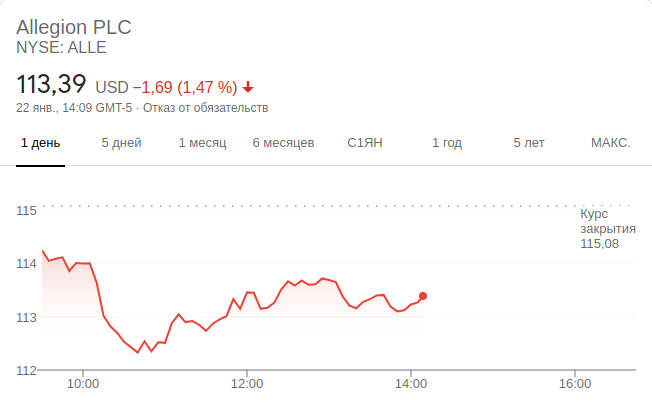 Allegion PLC
NYSE: ALLE
113,39 USD −1,69 (1,47 %)
22 янв., 14:09 GMT-5 · Отказ от обязательств
1 день 5 дней 1 месяц 6 месяцев С1ЯН 1 год 5 лет МАКС.
115
Курс
закрытия
115,08
114
113
112
10:00 12:00 14:00 16:00